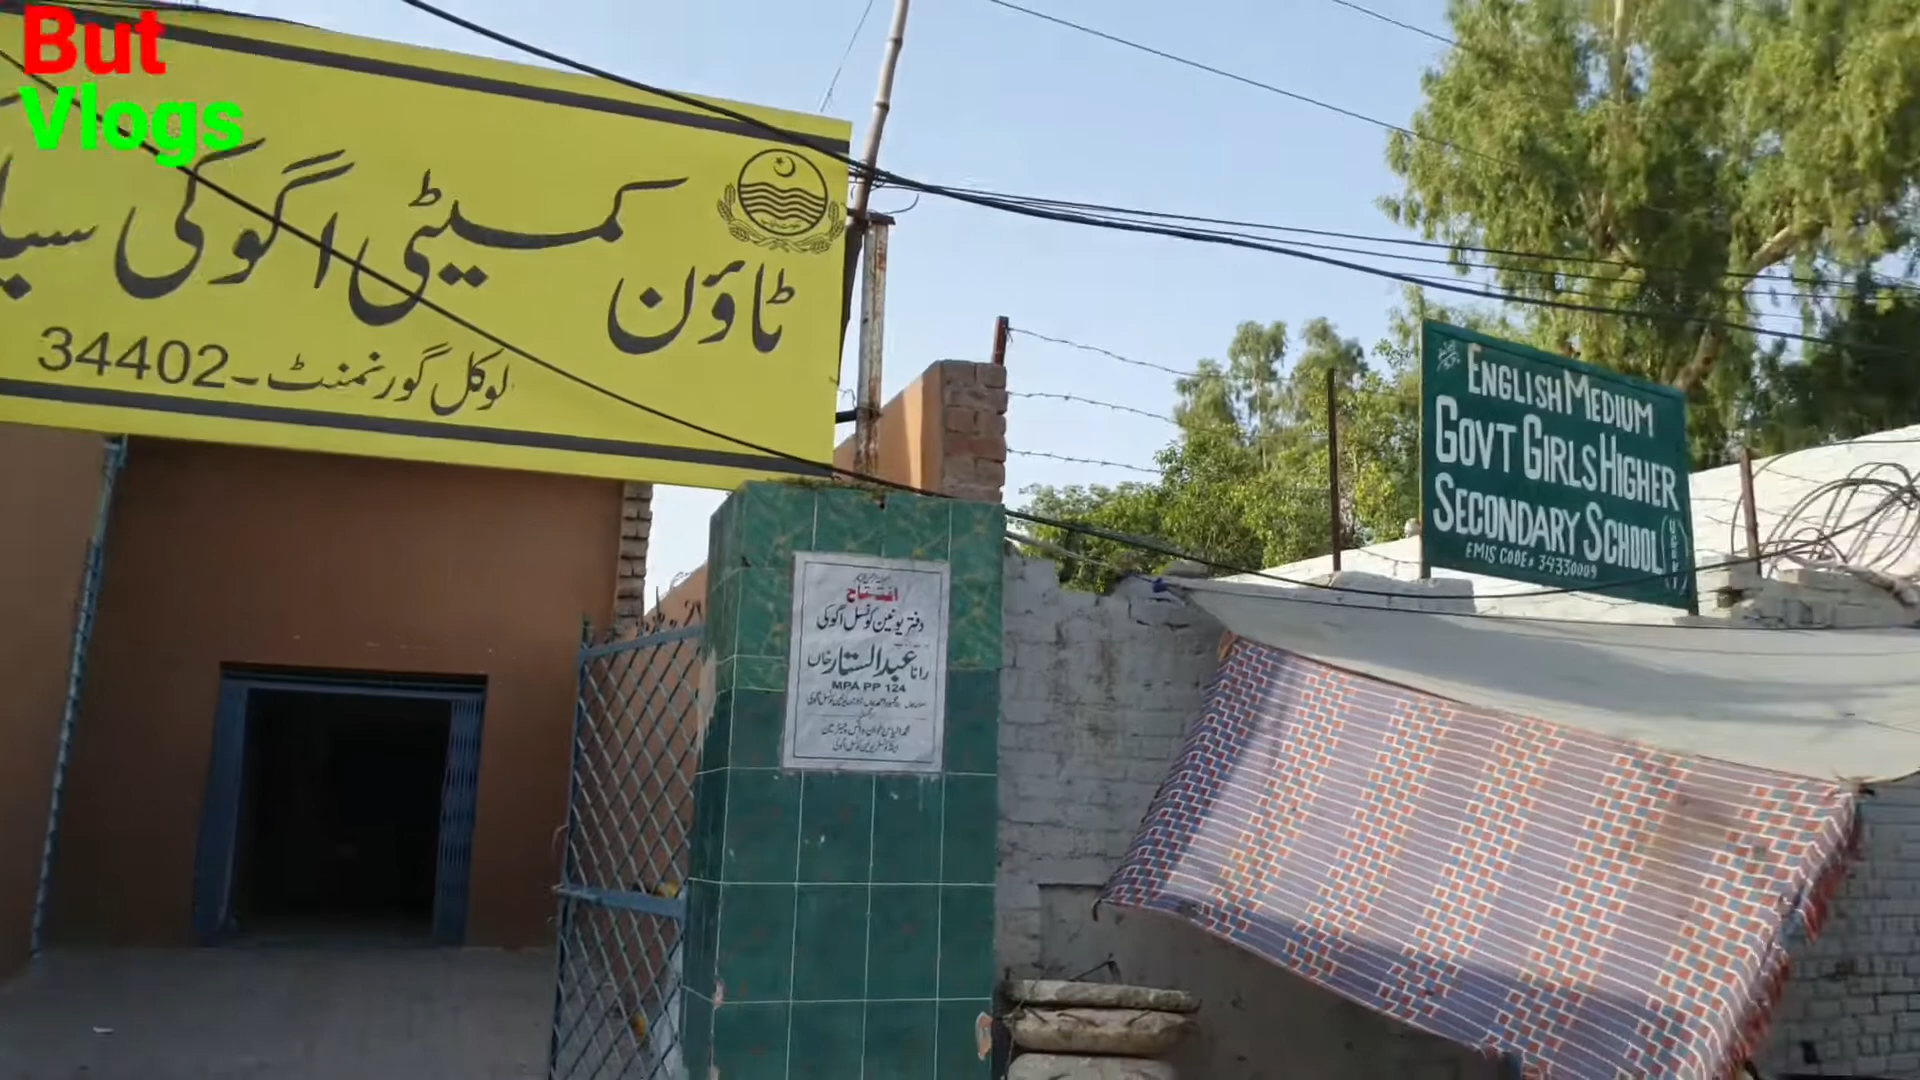 But
Vlogs
ٹاؤن کمیٹی اگوکی
لوکل گورنمنٹ۔34402
ENGLISH MEDIUM
GOVT GIRLS HIGHER
SECONDARY SCHOOL
EMIS CODE# 34330009
افتتاح
دفتر یونین کونسل اگوکی
رانا عبدالستار خاں
MPA PP 124